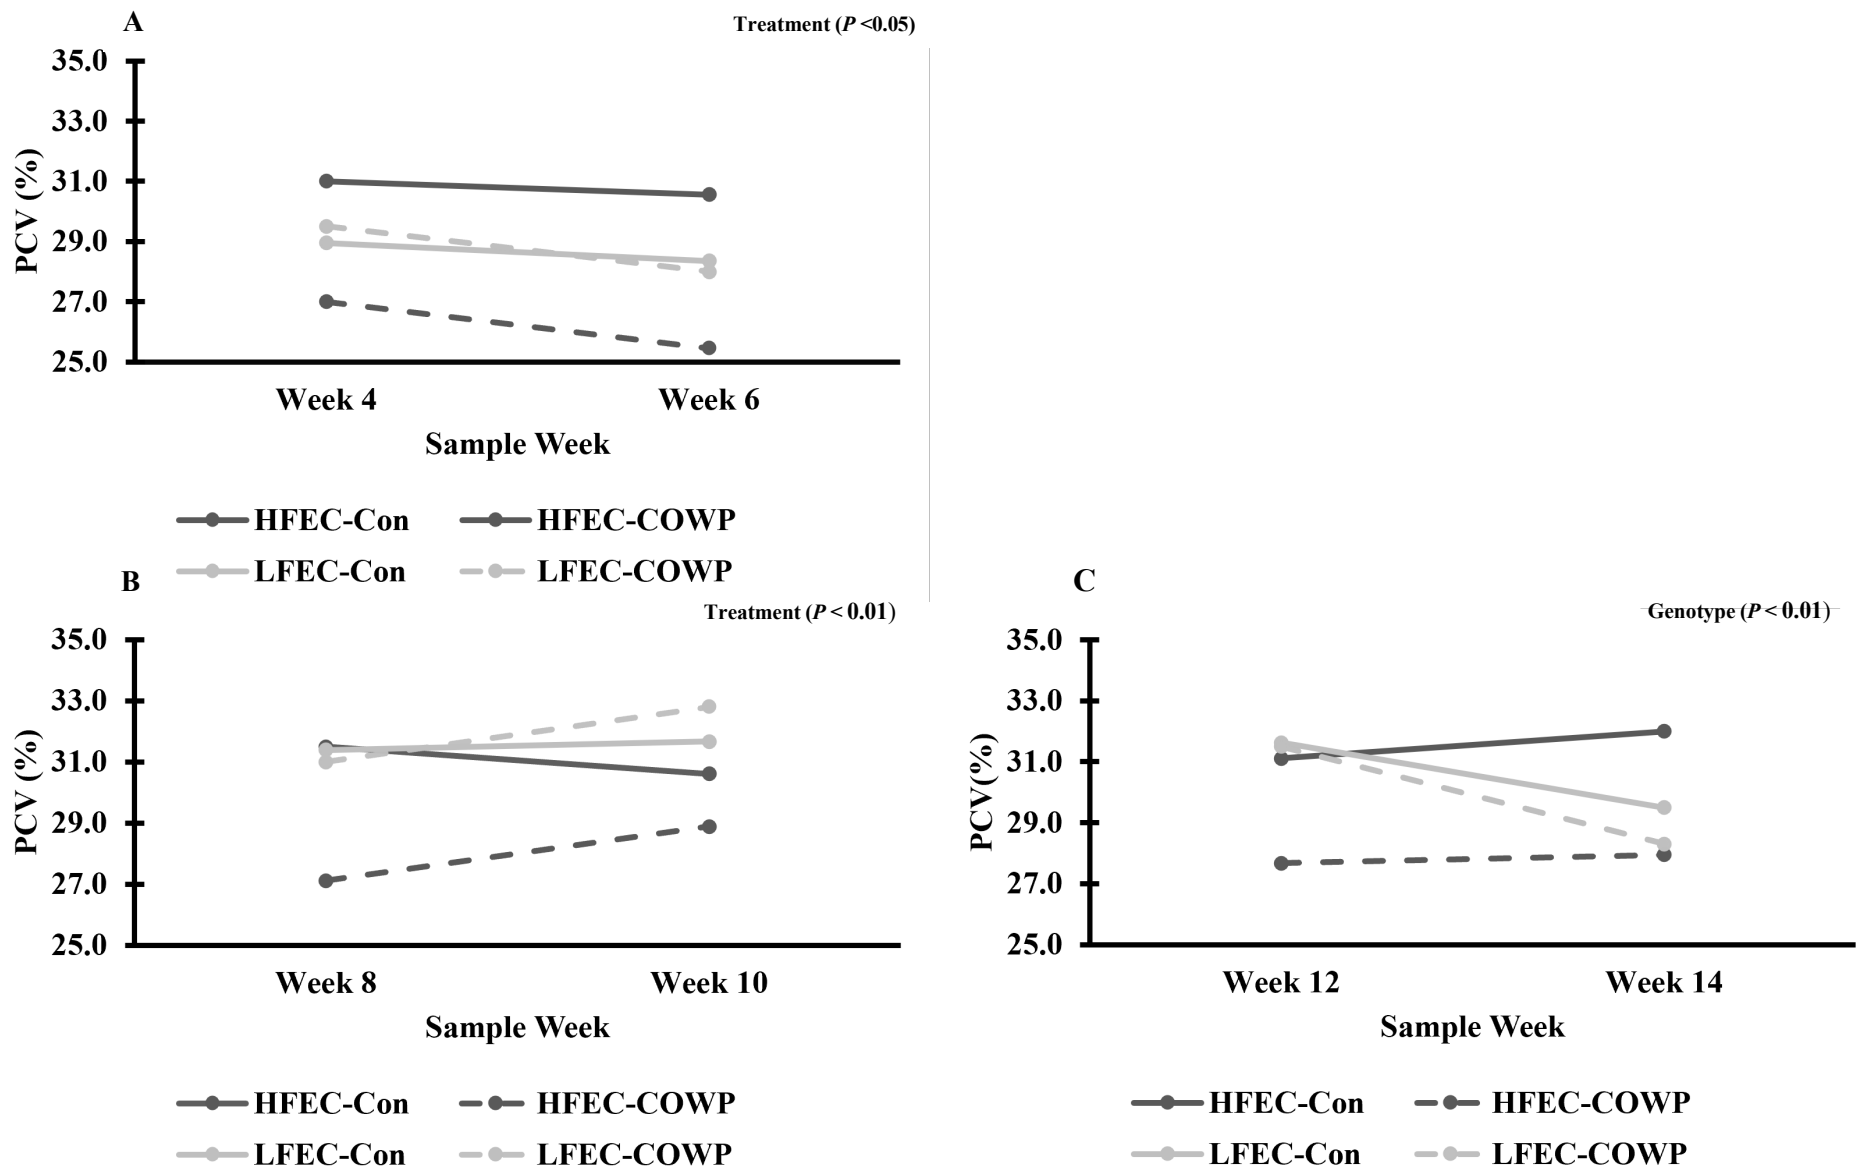 A
Treatment (P <0.05)
35.0
33.0
31.0
29.0
27.0
25.0
PCV (%)
Week 4 Week 6
Sample Week
HFEC-Con HFEC-COWP
LFEC-Con LFEC-COWP
B
Treatment (P < 0.01)
35.0
33.0
31.0
29.0
27.0
25.0
PCV (%)
Week 8 Week 10
Sample Week
HFEC-Con HFEC-COWP
LFEC-Con LFEC-COWP
C
Genotype (P < 0.01)
35.0
33.0
31.0
29.0
27.0
25.0
PCV(%)
Week 12 Week 14
Sample Week
HFEC-Con HFEC-COWP
LFEC-Con LFEC-COWP